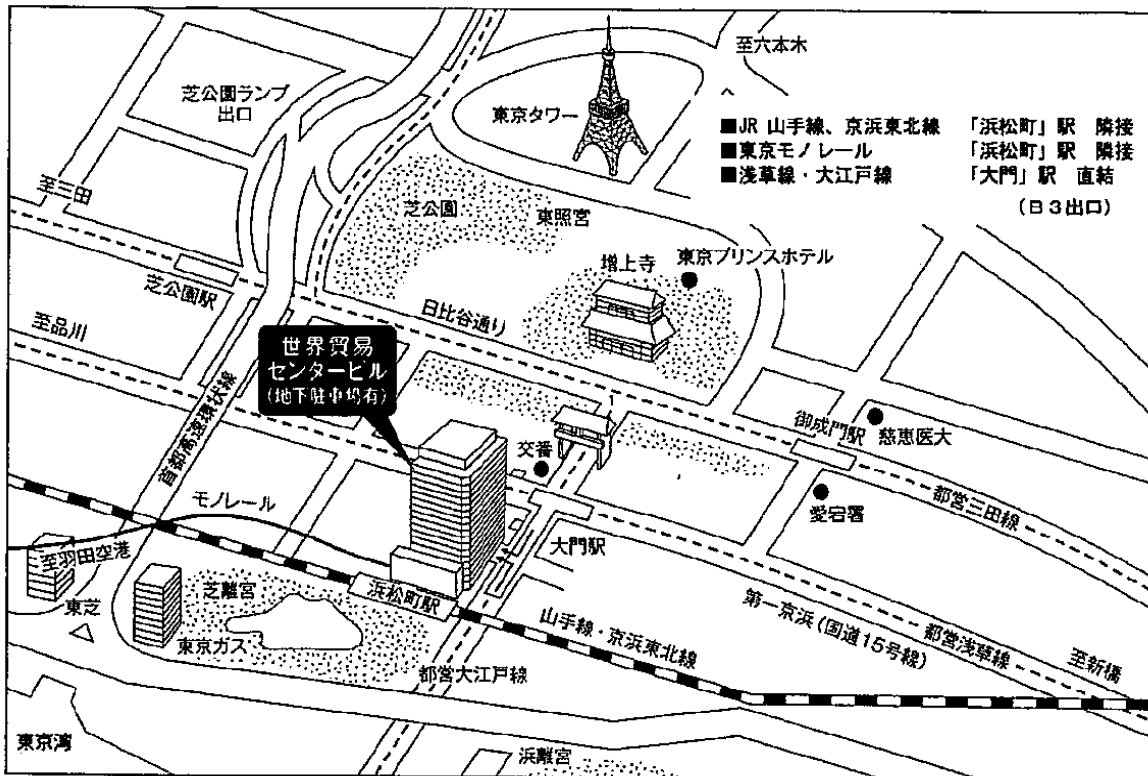 至六本木
芝公園ランプ
出口
東京タワー
■JR 山手線、京浜東北線 「浜松町」駅 隣接
■東京モノレール 「浜松町」駅 隣接
■浅草線・大江戸線 「大門」駅 直結
(B3出口)
至三田
芝公園
東照宮
増上寺
東京プリンスホテル
芝公園駅
日比谷通り
至品川
世界貿易
センタービル
(地下駐車場有)
首都高速環状線
御成門駅
慈恵医大
交番
愛宕署
都営三田線
モノレール
大門駅
至羽田空港
東芝
芝離宮
浜松町駅
東京ガス
山手線・京浜東北線
第一京浜(国道15号線)
都営浅草線
至新橋
都営大江戸線
東京湾
浜離宮